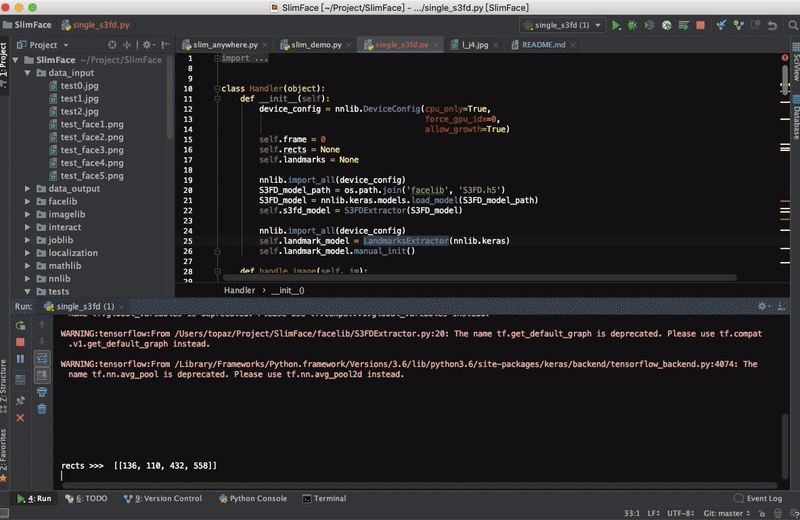 SlimFace [~/Project/SlimFace] - .../single_s3fd.py [SlimFace]
SlimFace single_s3fd.py single_s3fd (1)
Project
slim_anywhere.py slim_demo.py single_s3fd.py l_j4.jpg README.md
1: Project
SlimFace ~/Project/SlimFace
data_input
test0.jpg
test1.jpg
test2.jpg
test_face1.png
test_face2.png
test_face3.png
test_face4.png
test_face5.png
data_output
facelib
imagelib
interact
joblib
localization
mathlib
nnlib
tests
1 import ...
8
9
10 class Handler(object):
11 def __init__(self):
12 device_config = nnlib.DeviceConfig(cpu_only=True,
13 force_gpu_idx=0,
14 allow_growth=True)
15 self.frame = 0
16 self.rects = None
17 self.landmarks = None
18
19 nnlib.import_all(device_config)
20 S3FD_model_path = os.path.join('facelib', 'S3FD.h5')
21 S3FD_model = nnlib.keras.models.load_model(S3FD_model_path)
22 self.s3fd_model = S3FDExtractor(S3FD_model)
23
24 nnlib.import_all(device_config)
25 self.landmark_model = LandmarksExtractor(nnlib.keras)
26 self.landmark_model.manual_init()
27
28 def handle_image(self, im):
29
Handler > __init__()
SciView
Database
Run: single_s3fd (1)
WARNING:tensorflow:From /Users/topaz/Project/SlimFace/facelib/S3FDExtractor.py:20: The name tf.get_default_graph is deprecated. Please use tf.compat
.v1.get_default_graph instead.
WARNING:tensorflow:From /Library/Frameworks/Python.framework/Versions/3.6/lib/python3.6/site-packages/keras/backend/tensorflow_backend.py:4074: The
name tf.nn.avg_pool is deprecated. Please use tf.nn.avg_pool2d instead.
rects >>> [[136, 110, 432, 558]]
7: Structure
2: Favorites
4: Run 6: TODO 9: Version Control Python Console Terminal Event Log
33:1 LF UTF-8 Git: master